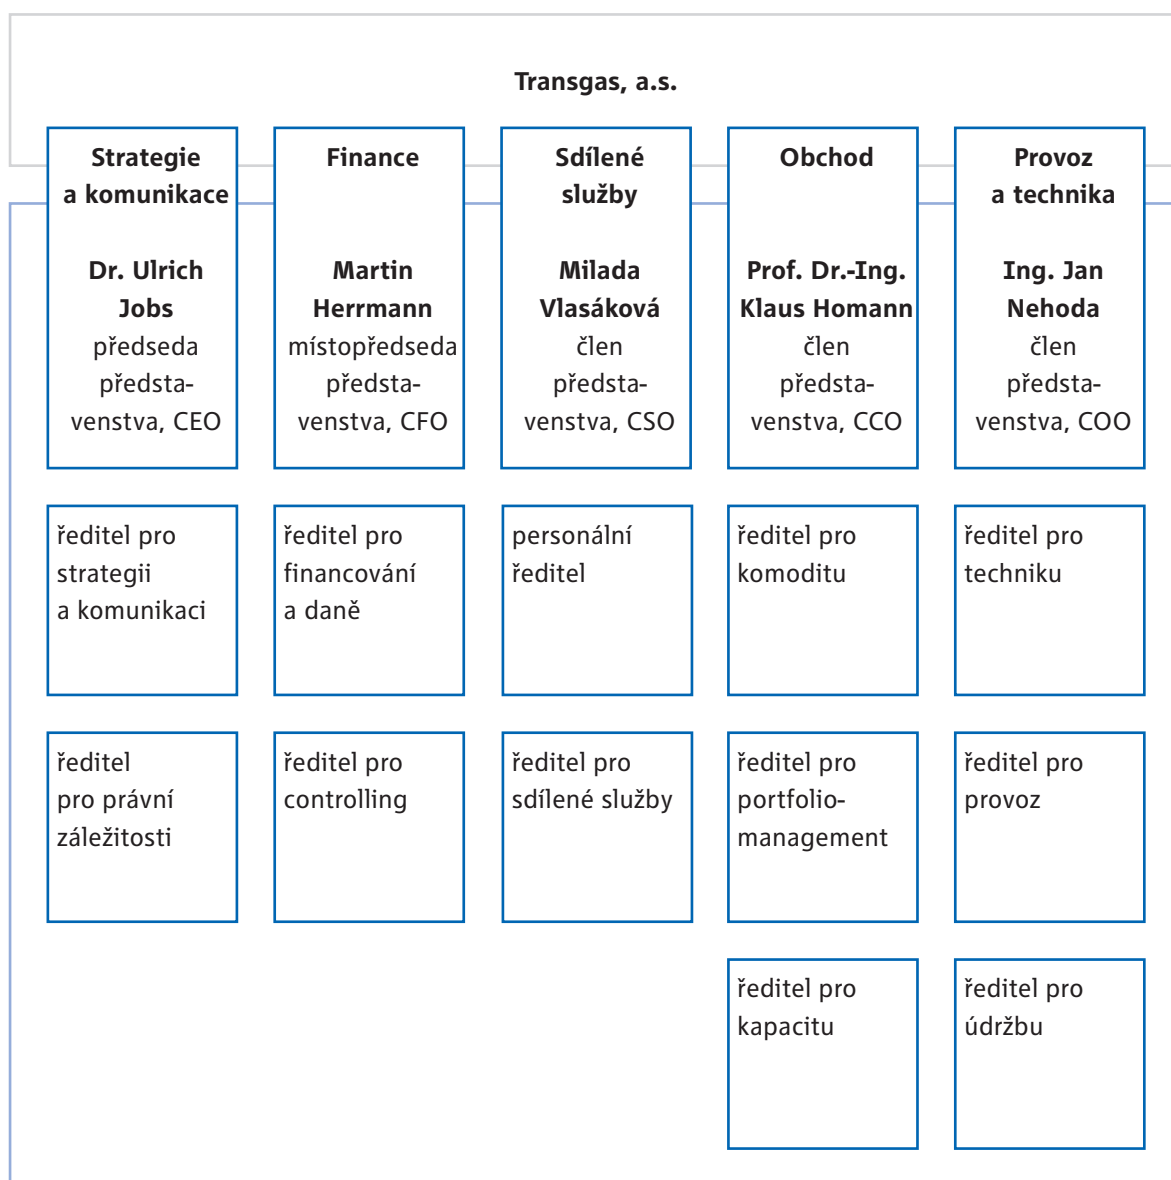 Transgas, a.s.
Strategie
a komunikace
Dr. Ulrich
Jobs
předseda
předsta-
venstva, CEO
Finance
Martin
Herrmann
místopředseda
předsta-
venstva, CFO
Sdílené
služby
Milada
Vlasáková
člen
předsta-
venstva, CSO
Obchod
Prof. Dr.-Ing.
Klaus Homann
člen
předsta-
venstva, CCO
Provoz
a technika
Ing. Jan
Nehoda
člen
předsta-
venstva, COO
ředitel pro
strategii
a komunikaci
ředitel pro
financování
a daně
personální
ředitel
ředitel pro
komoditu
ředitel pro
techniku
ředitel
pro právní
záležitosti
ředitel pro
controlling
ředitel pro
sdílené služby
ředitel pro
portfolio-
management
ředitel pro
provoz
ředitel pro
kapacitu
ředitel pro
údržbu